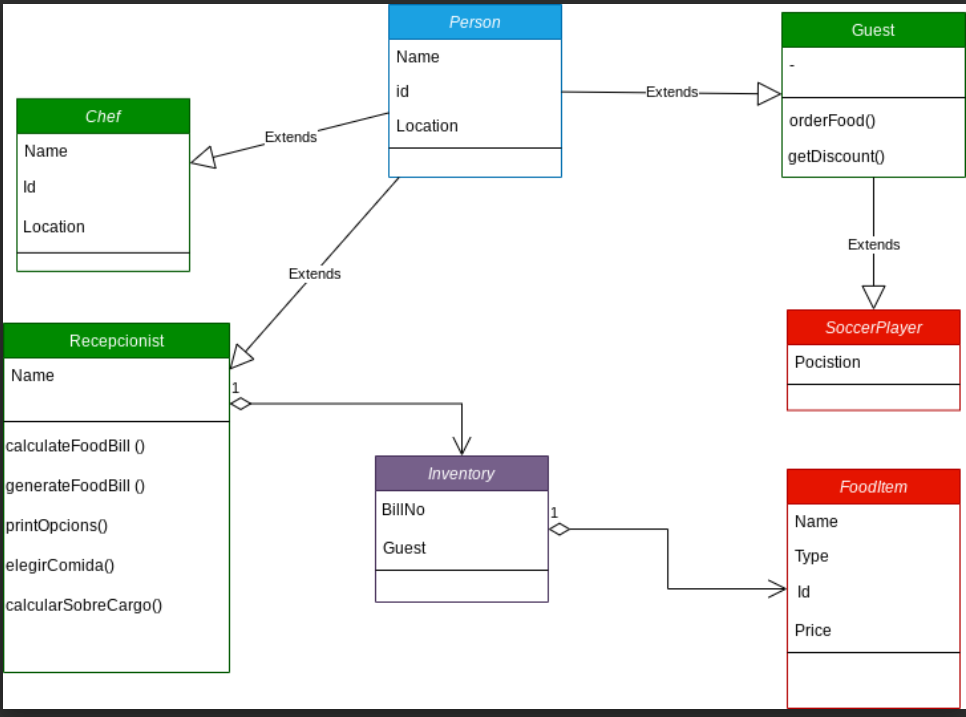 Person
Name
id
Location
Guest
-
orderFood()
getDiscount()
Extends
Extends
Chef
Name
Id
Location
Extends
Extends
SoccerPlayer
Pocistion
Recepcionist
Name
calculateFoodBill ()
generateFoodBill ()
printOpcions()
elegirComida()
calcularSobreCargo()
1
Inventory
BillNo
Guest
1
FoodItem
Name
Type
Id
Price